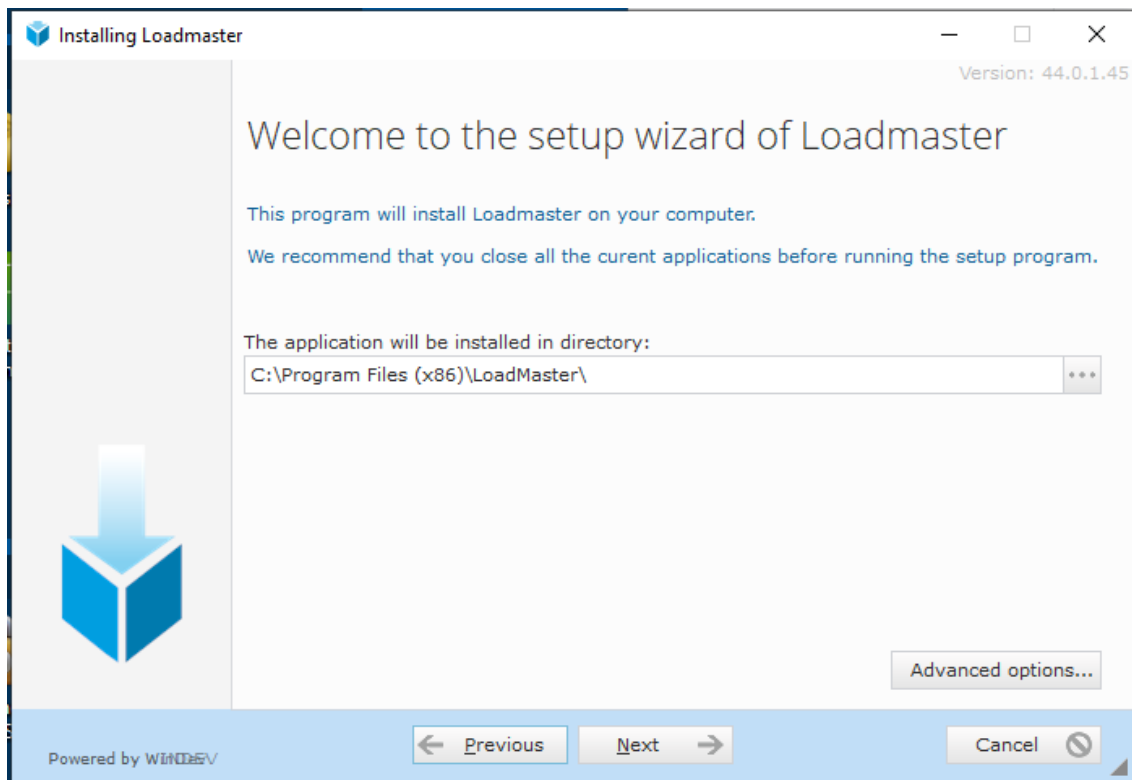 Installing Loadmaster
Version: 44.0.1.45
Welcome to the setup wizard of Loadmaster
This program will install Loadmaster on your computer.
We recommend that you close all the curent applications before running the setup program.
The application will be installed in directory:
C:\Program Files (x86)\LoadMaster\
Advanced options...
Powered by
Previous
Next
Cancel